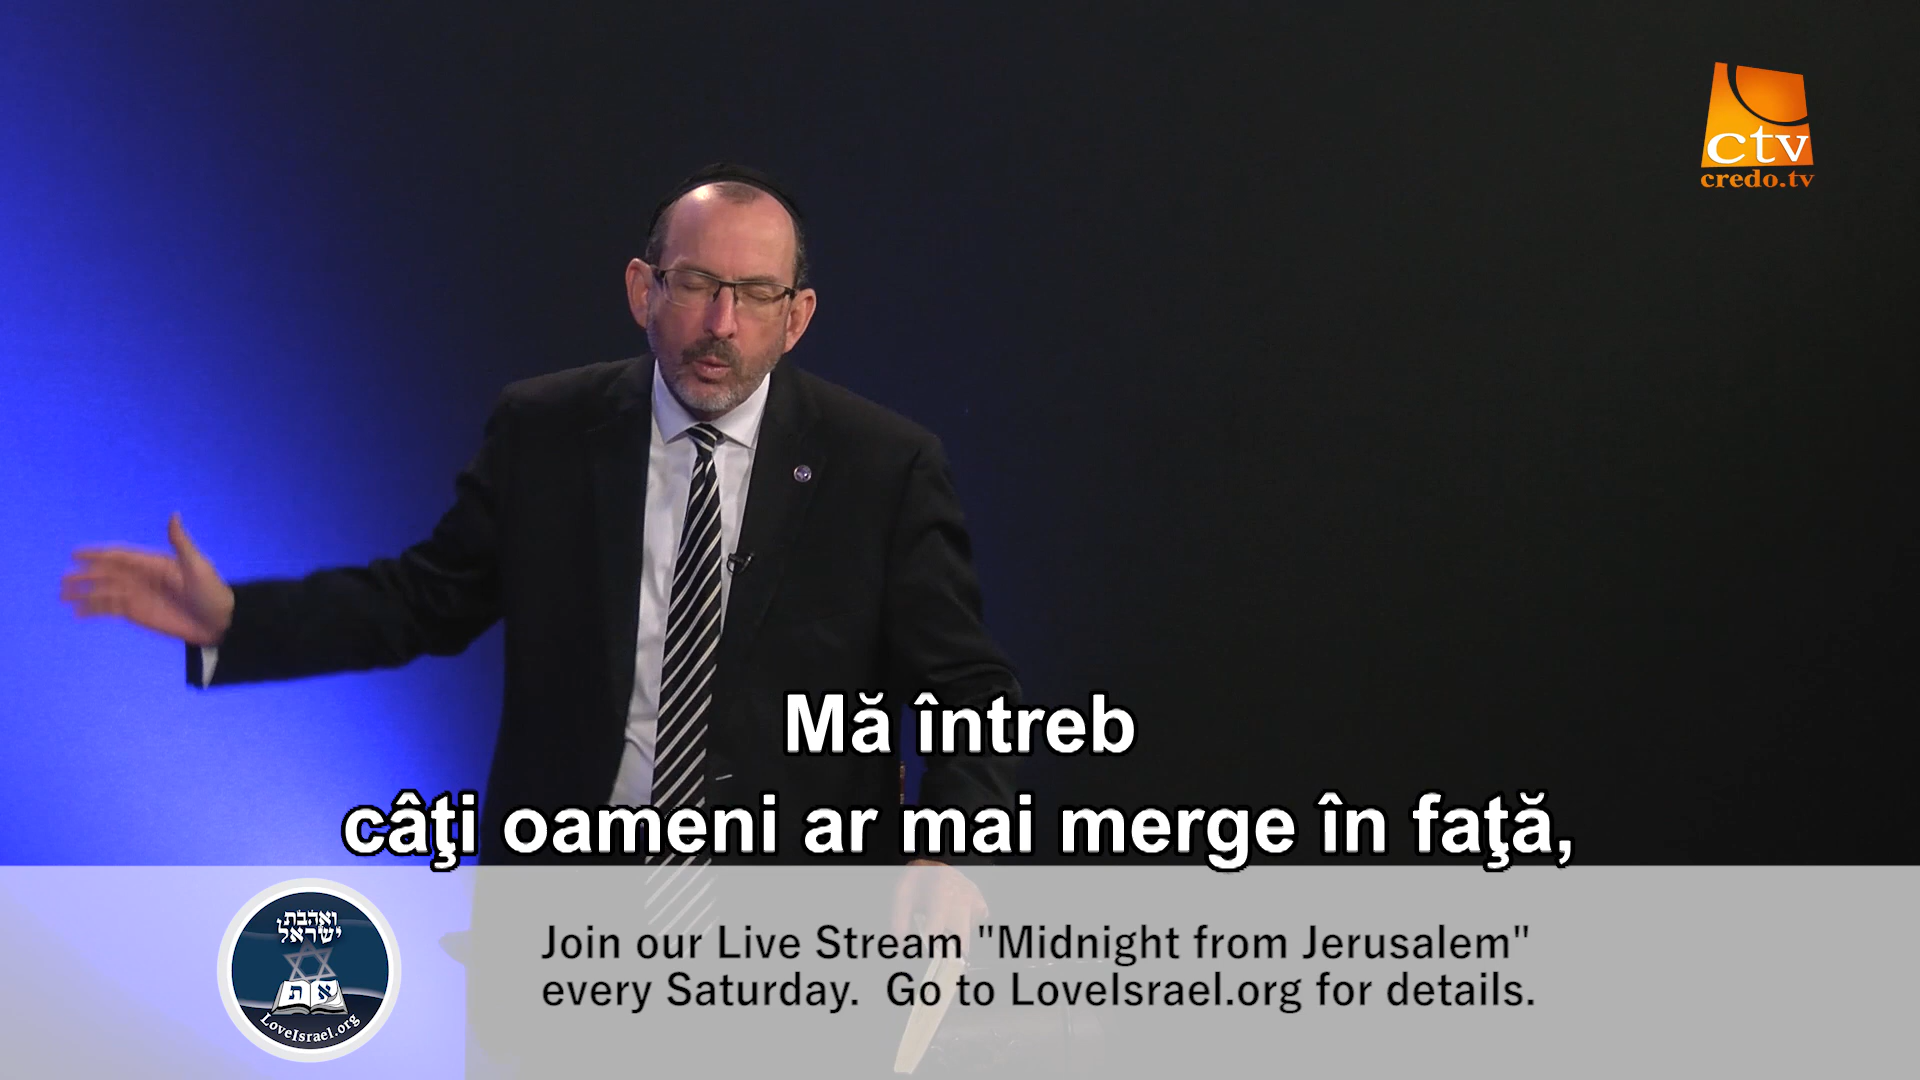 ctv
credo.tv
Mă întreb
câţi oameni ar mai merge în faţă,
ואהבת
ישראל
ת א
LoveIsrael.org
Join our Live Stream "Midnight from Jerusalem"
every Saturday.  Go to LoveIsrael.org for details.